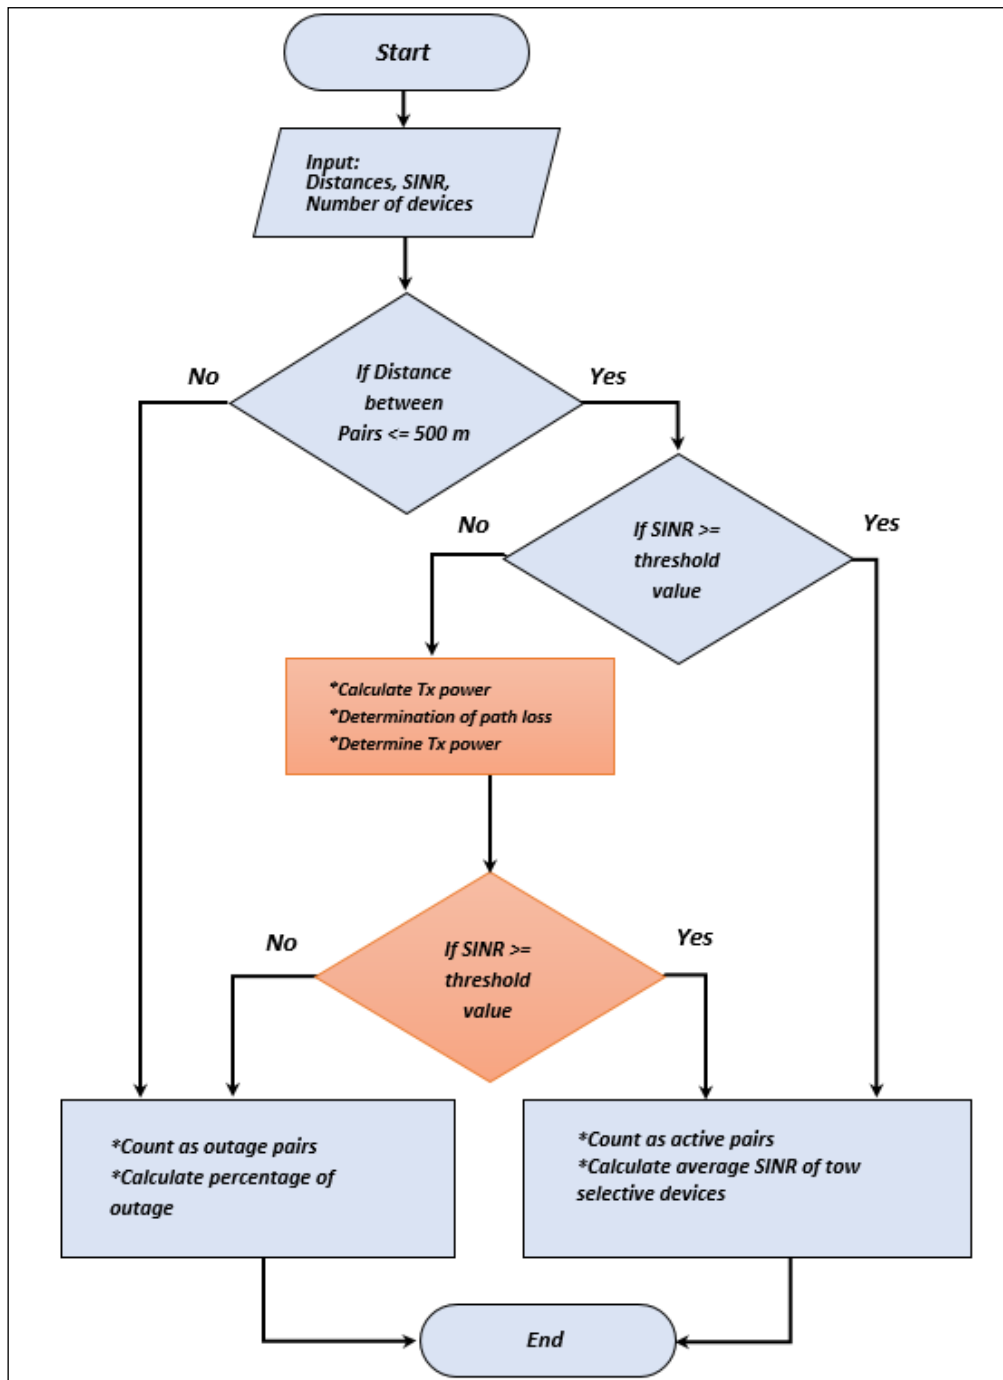 Start
Input:
Distances, SINR,
Number of devices
If Distance
between
Pairs <= 500 m
No
Yes
If SINR >=
threshold
value
No
Yes
*Calculate Tx power
*Determination of path loss
*Determine Tx power
If SINR >=
threshold
value
No
Yes
*Count as outage pairs
*Calculate percentage of
outage
*Count as active pairs
*Calculate average SINR of tow
selective devices
End